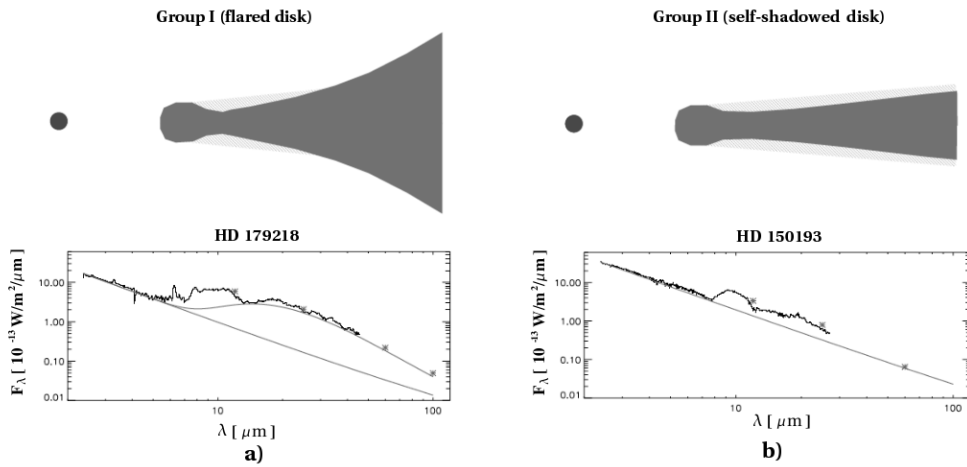 Group I (flared disk)
Group II (self-shadowed disk)
HD 179218
F_λ [ 10 ⁻¹³ W/m²/μm]
10.00
1.00
0.10
0.01
10
100
λ [ μm]
a)
HD 150193
F_λ [ 10 ⁻¹³ W/m²/μm]
10.00
1.00
0.10
0.01
10
100
λ [ μm]
b)